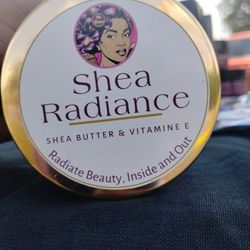 Shea
Radiance
SHEA BUTTER & VITAMINE E
Radiate Beauty, Inside and Out